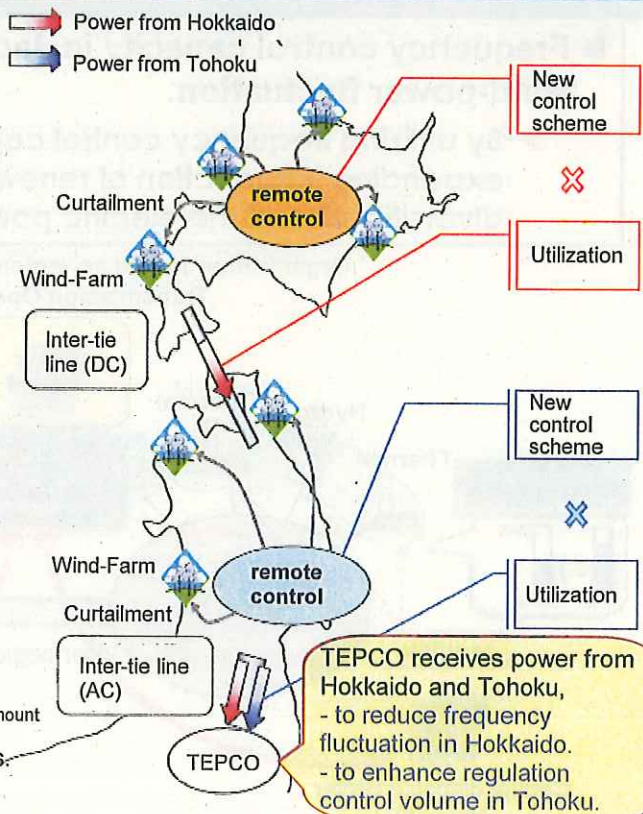 Power from Hokkaido
Power from Tohoku
New
control
scheme
Curtailment
remote
control
Utilization
Wind-Farm
Inter-tie
line (DC)
New
control
scheme
Wind-Farm
remote
control
Curtailment
Utilization
Inter-tie line
(AC)
TEPCO receives power from
Hokkaido and Tohoku,
- to reduce frequency
fluctuation in Hokkaido.
- to enhance regulation
control volume in Tohoku.
TEPCO